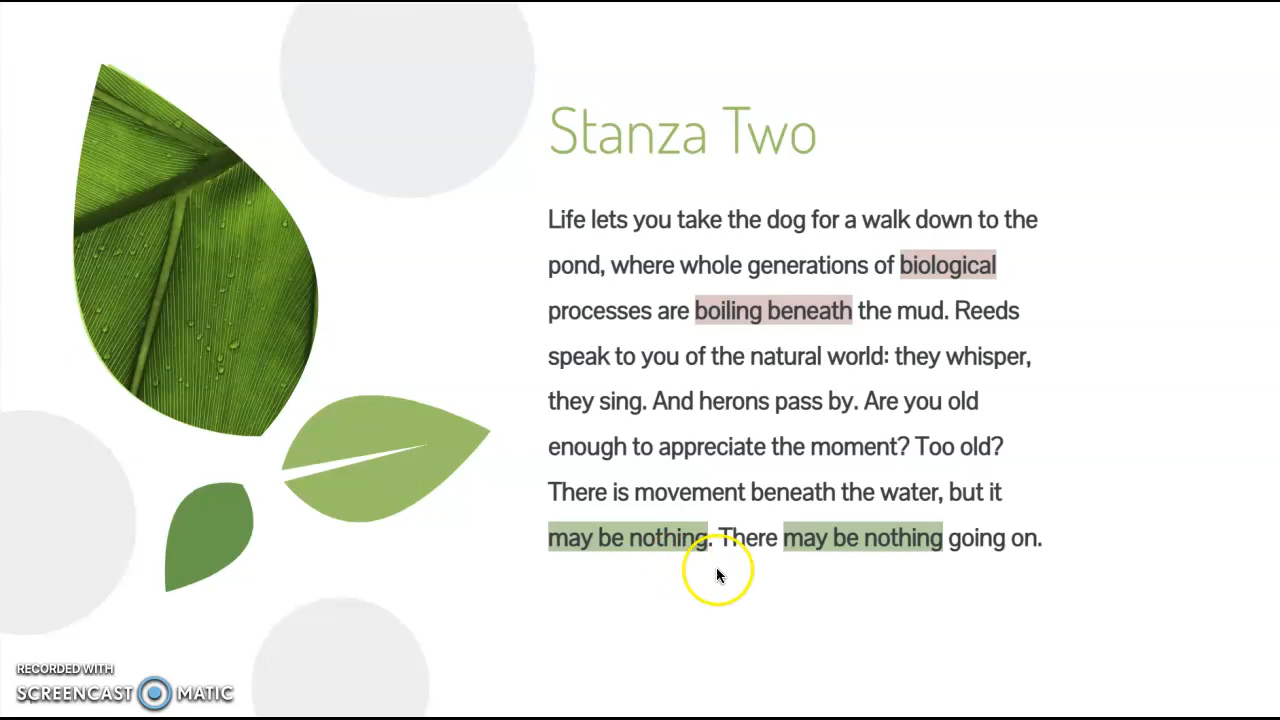 Stanza Two
Life lets you take the dog for a walk down to the
pond, where whole generations of biological
processes are boiling beneath the mud. Reeds
speak to you of the natural world: they whisper,
they sing. And herons pass by. Are you old
enough to appreciate the moment? Too old?
There is movement beneath the water, but it
may be nothing. There may be nothing going on.
RECORDED WITH
SCREENCAST MATIC